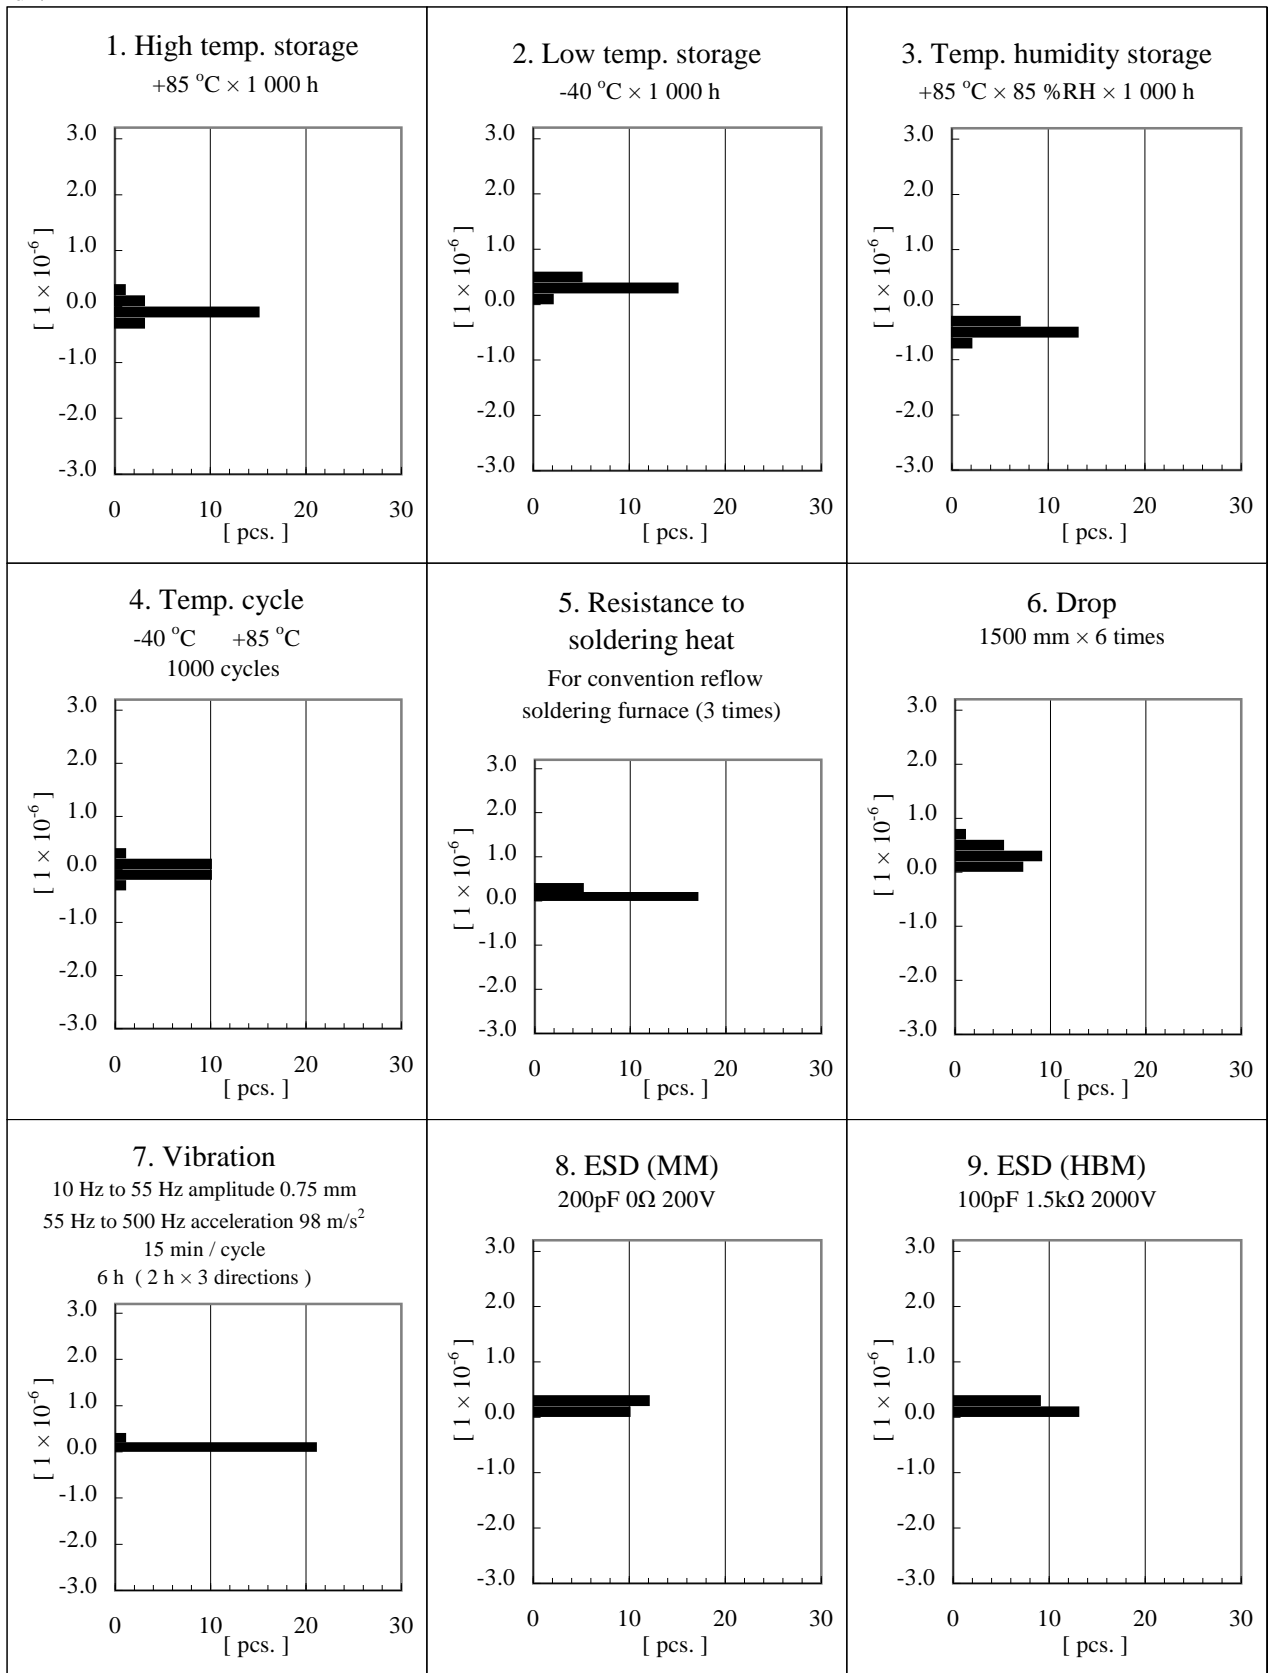 1. High temp. storage
+85 °C × 1 000 h
3.0
2.0
1.0
0.0
-1.0
-2.0
-3.0
[ 1 × 10⁻⁶ ]
0 10 20 30
[ pcs. ]
2. Low temp. storage
-40 °C × 1 000 h
3.0
2.0
1.0
0.0
-1.0
-2.0
-3.0
[ 1 × 10⁻⁶ ]
0 10 20 30
[ pcs. ]
3. Temp. humidity storage
+85 °C × 85 %RH × 1 000 h
3.0
2.0
1.0
0.0
-1.0
-2.0
-3.0
[ 1 × 10⁻⁶ ]
0 10 20 30
[ pcs. ]
4. Temp. cycle
-40 °C +85 °C
1000 cycles
3.0
2.0
1.0
0.0
-1.0
-2.0
-3.0
[ 1 × 10⁻⁶ ]
0 10 20 30
[ pcs. ]
5. Resistance to
soldering heat
For convention reflow
soldering furnace (3 times)
3.0
2.0
1.0
0.0
-1.0
-2.0
-3.0
[ 1 × 10⁻⁶ ]
0 10 20 30
[ pcs. ]
6. Drop
1500 mm × 6 times
3.0
2.0
1.0
0.0
-1.0
-2.0
-3.0
[ 1 × 10⁻⁶ ]
0 10 20 30
[ pcs. ]
7. Vibration
10 Hz to 55 Hz amplitude 0.75 mm
55 Hz to 500 Hz acceleration 98 m/s²
15 min / cycle
6 h ( 2 h × 3 directions )
3.0
2.0
1.0
0.0
-1.0
-2.0
-3.0
[ 1 × 10⁻⁶ ]
0 10 20 30
[ pcs. ]
8. ESD (MM)
200pF 0Ω 200V
3.0
2.0
1.0
0.0
-1.0
-2.0
-3.0
[ 1 × 10⁻⁶ ]
0 10 20 30
[ pcs. ]
9. ESD (HBM)
100pF 1.5kΩ 2000V
3.0
2.0
1.0
0.0
-1.0
-2.0
-3.0
[ 1 × 10⁻⁶ ]
0 10 20 30
[ pcs. ]